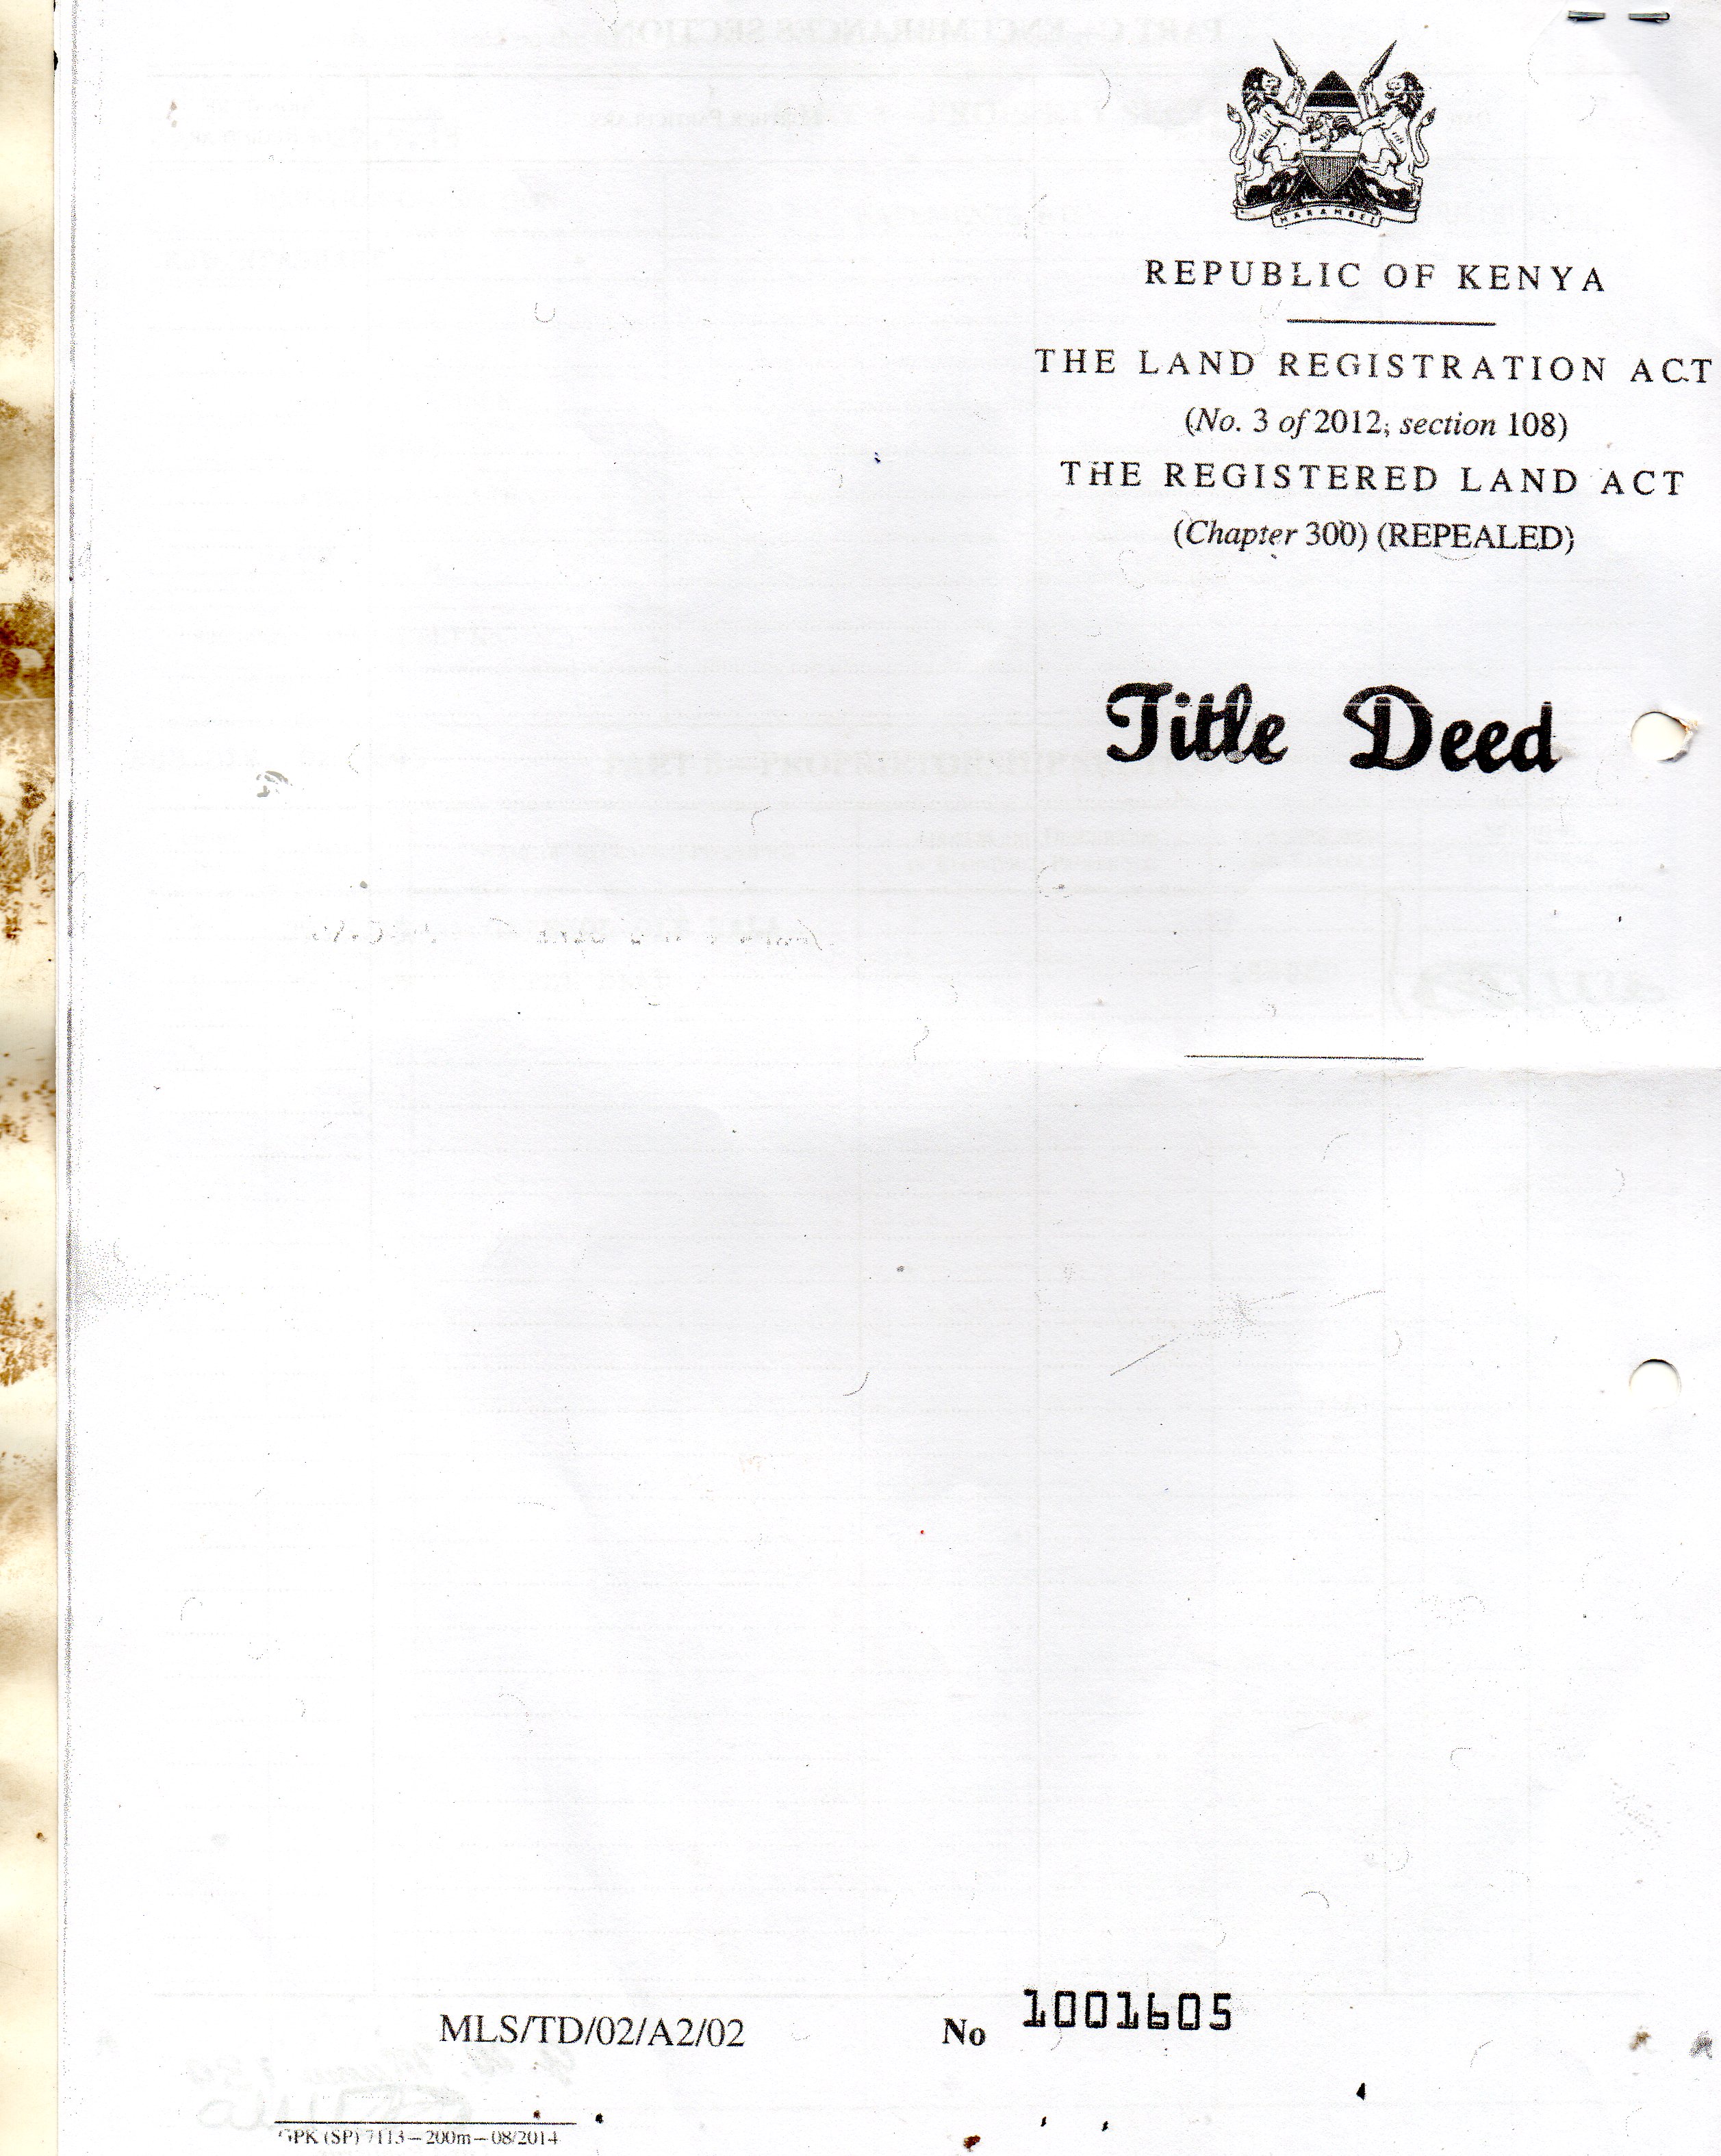 HARAMBEE
REPUBLIC OF KENYA
THE LAND REGISTRATION ACT
(No. 3 of 2012; section 108)
THE REGISTERED LAND ACT
(Chapter 300) (REPEALED)
Title Deed
MLS/TD/02/A2/02 No 1001605
GPK (SP) 7113—200m—08/2014